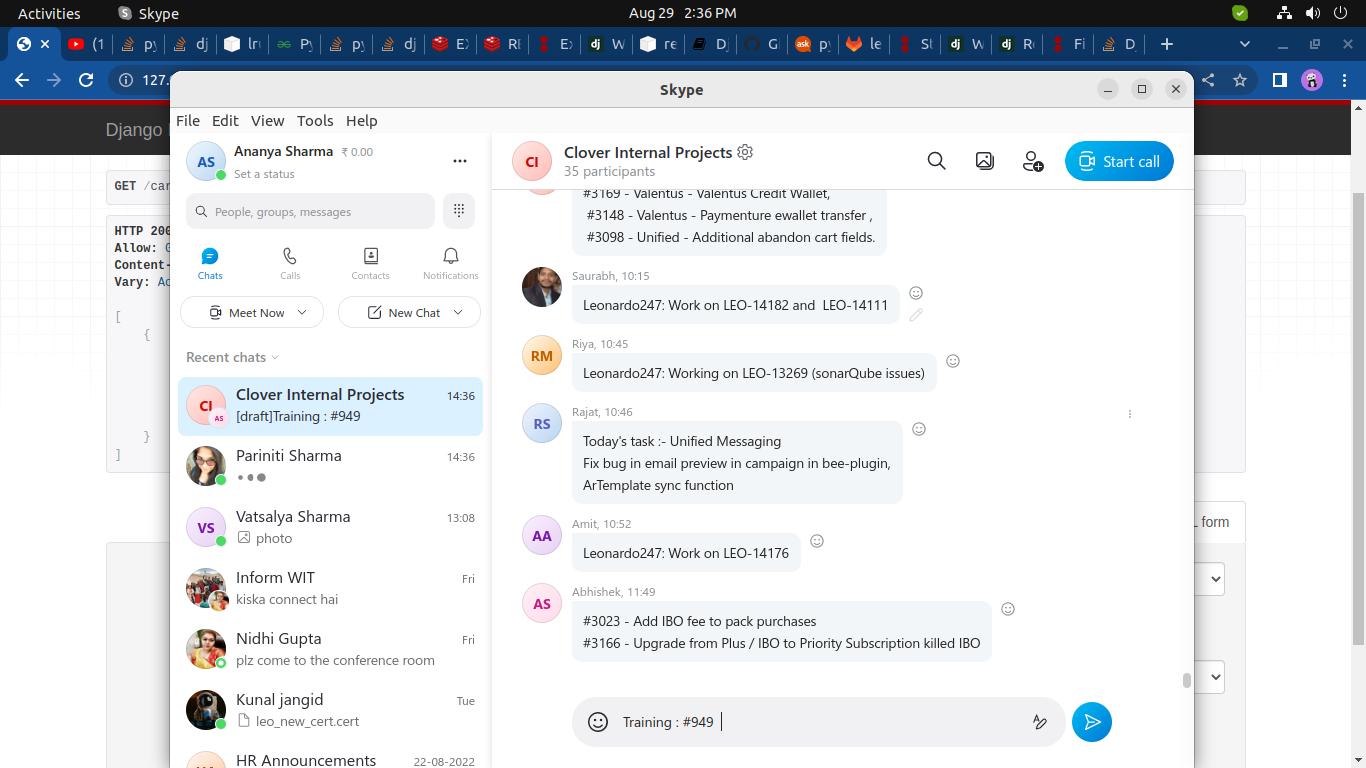 Activities
Skype
Aug 29 2:36 PM
(1
py
dj
lru
Py
py
dj
EX
RE
Ex
W
re
Dj
G
py
le
St
W
Re
Fi
D
127.
Django
GET /car
HTTP 200
Allow: G
Content-
Vary: Ac
[
{
}
]
L form
Skype
File Edit View Tools Help
AS
Ananya Sharma ₹ 0.00
Set a status
People, groups, messages
Chats
Calls
Contacts
Notifications
Meet Now
New Chat
Recent chats
CI
AS
Clover Internal Projects 14:36
[draft]Training : #949
Pariniti Sharma 14:36
VS
Vatsalya Sharma 13:08
photo
Inform WIT Fri
kiska connect hai
Nidhi Gupta Fri
plz come to the conference room
Kunal jangid Tue
leo_new_cert.cert
HR Announcements 22-08-2022
CI
Clover Internal Projects
35 participants
Start call
#3169 - Valentus - Valentus Credit Wallet,
#3148 - Valentus - Paymenture ewallet transfer ,
#3098 - Unified - Additional abandon cart fields.
Saurabh, 10:15
Leonardo247: Work on LEO-14182 and LEO-14111
RM
Riya, 10:45
Leonardo247: Working on LEO-13269 (sonarQube issues)
RS
Rajat, 10:46
Today's task :- Unified Messaging
Fix bug in email preview in campaign in bee-plugin,
ArTemplate sync function
AA
Amit, 10:52
Leonardo247: Work on LEO-14176
AS
Abhishek, 11:49
#3023 - Add IBO fee to pack purchases
#3166 - Upgrade from Plus / IBO to Priority Subscription killed IBO
Training : #949